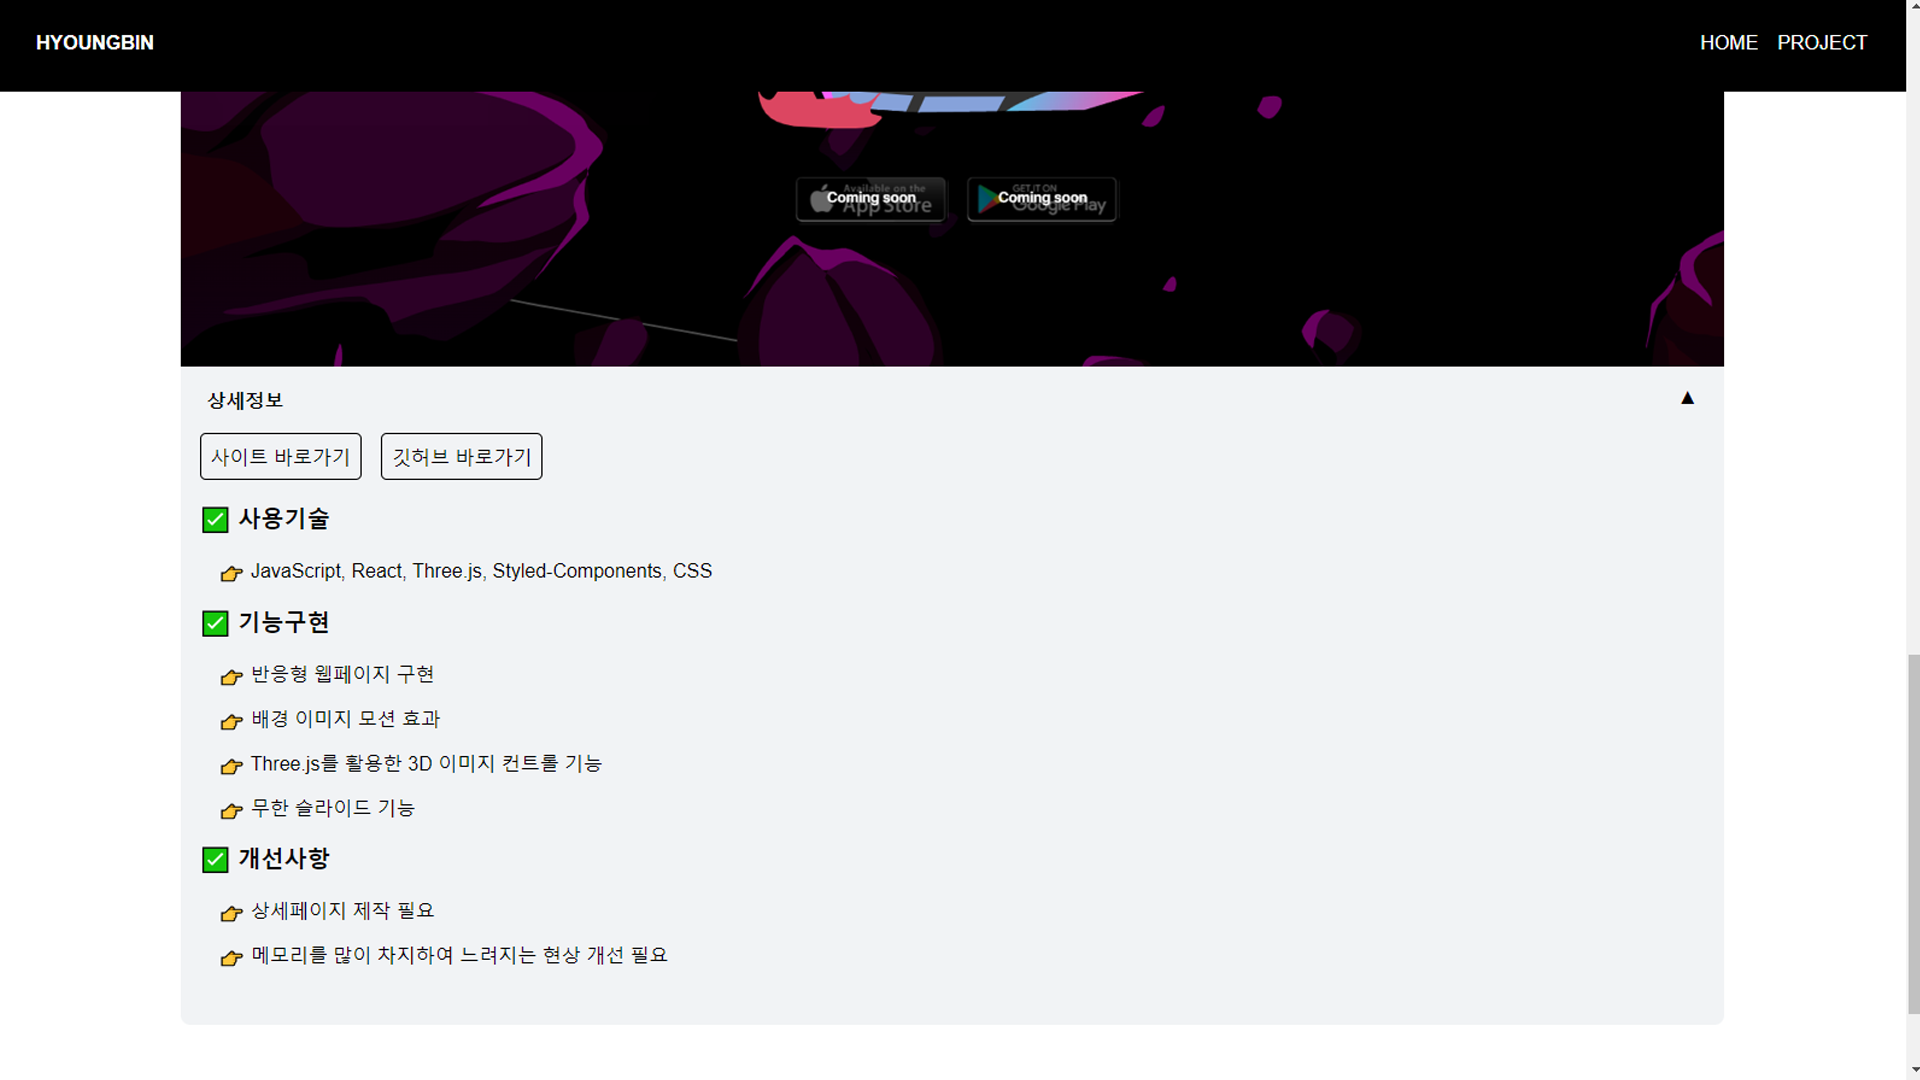 HYOUNGBIN
HOME PROJECT
Available on the App Store
Coming soon
GET IT ON Google Play
Coming soon
상세정보 ▲
사이트 바로가기 깃허브 바로가기
✅ 사용기술
👉 JavaScript, React, Three.js, Styled-Components, CSS
✅ 기능구현
👉 반응형 웹페이지 구현
👉 배경 이미지 모션 효과
👉 Three.js를 활용한 3D 이미지 컨트롤 기능
👉 무한 슬라이드 기능
✅ 개선사항
👉 상세페이지 제작 필요
👉 메모리를 많이 차지하여 느려지는 현상 개선 필요